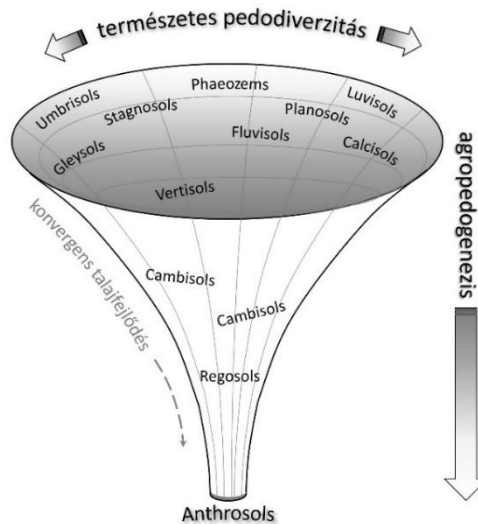 természetes pedodiverzitás
Phaeozems
Umbrisols
Luvisols
Stagnosols
Planosols
Fluvisols
Gleysols
Calcisols
Vertisols
konvergens talajfejlődés
agropedogenezis
Cambisols
Cambisols
Regosols
Anthrosols